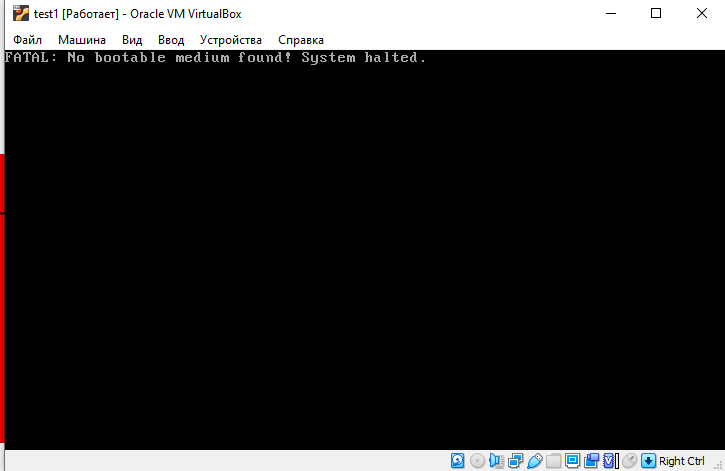 test1 [Работает] - Oracle VM VirtualBox
Файл Машина Вид Ввод Устройства Справка
FATAL: No bootable medium found! System halted.
Right Ctrl